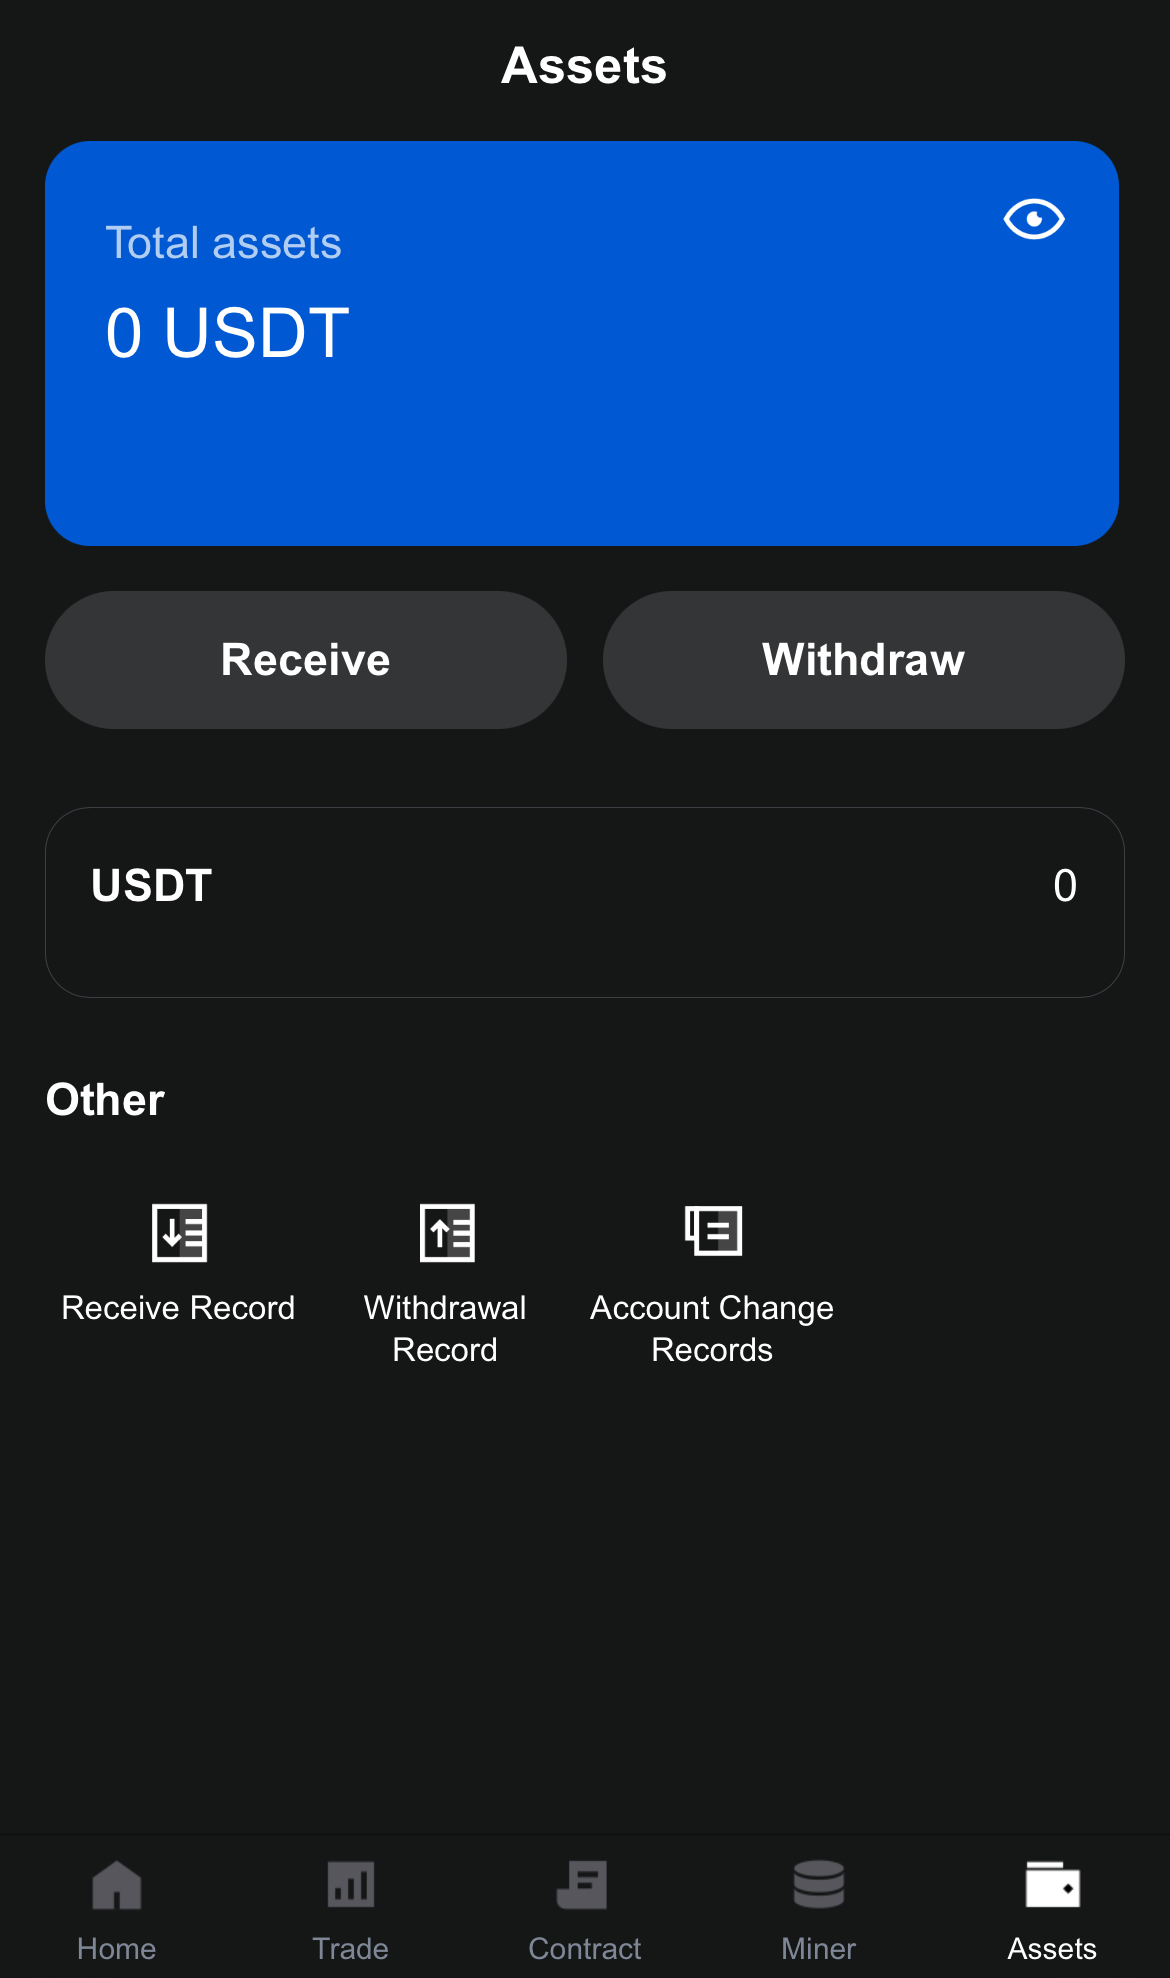 Assets
Total assets
0 USDT
Receive
Withdraw
USDT
0
Other
Receive Record
Withdrawal
Record
Account Change
Records
Home
Trade
Contract
Miner
Assets